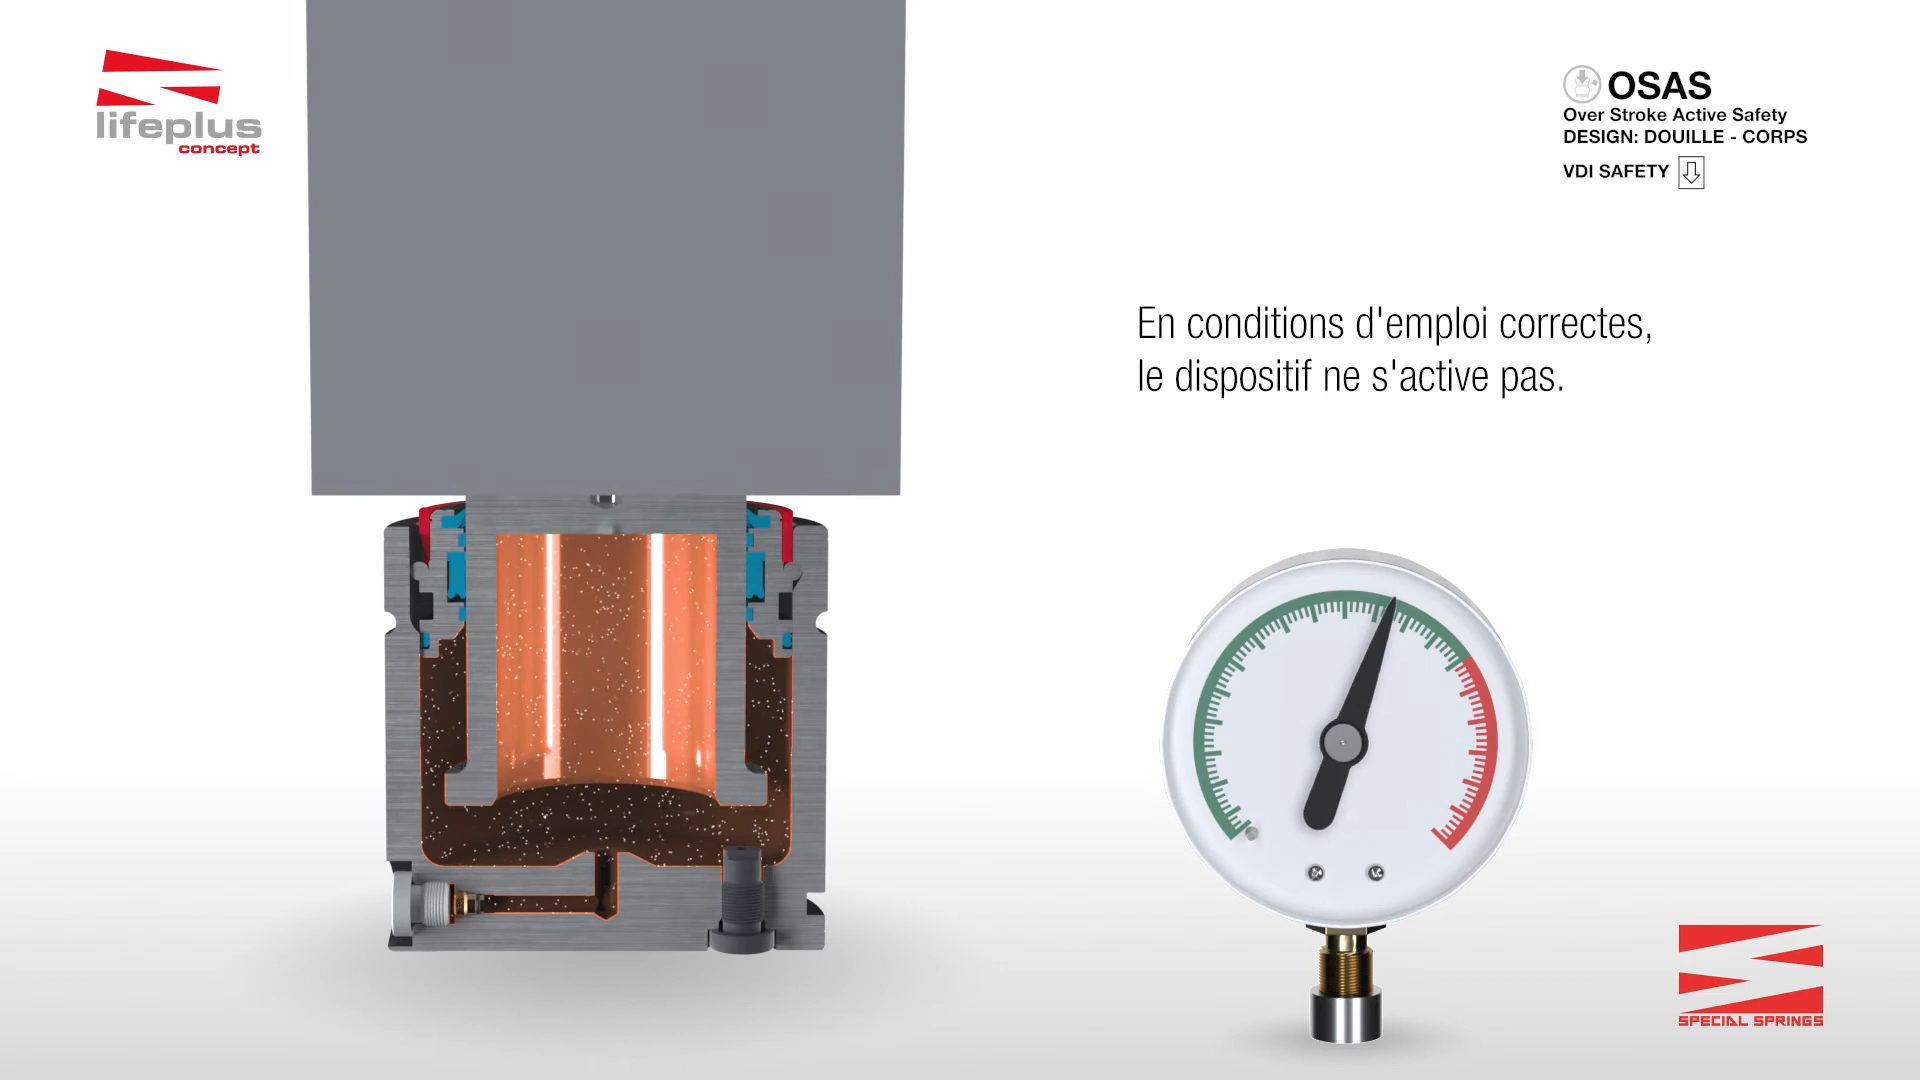 lifeplus
concept
OSAS
Over Stroke Active Safety
DESIGN: DOUILLE - CORPS
VDI SAFETY
En conditions d'emploi correctes,
le dispositif ne s'active pas.
SPECIAL SPRINGS